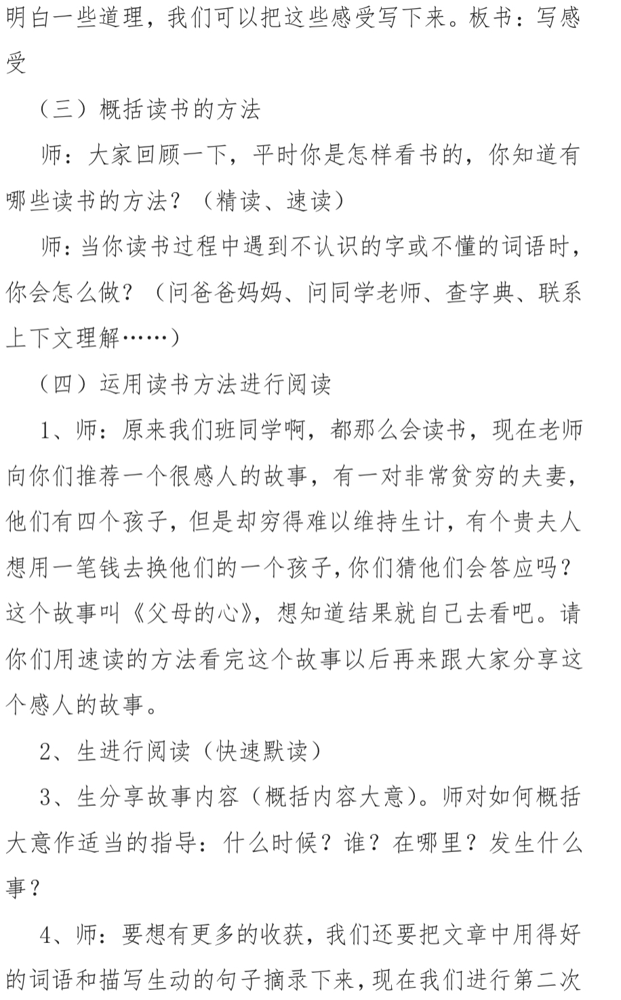 明白一些道理，我们可以把这些感受写下来。板书：写感
受
（三）概括读书的方法
师：大家回顾一下，平时你是怎样看书的，你知道有
哪些读书的方法？（精读、速读）
师：当你读书过程中遇到不认识的字或不懂的词语时，
你会怎么做？（问爸爸妈妈、问同学老师、查字典、联系
上下文理解……）
（四）运用读书方法进行阅读
1、师：原来我们班同学啊，都那么会读书，现在老师
向你们推荐一个很感人的故事，有一对非常贫穷的夫妻，
他们有四个孩子，但是却穷得难以维持生计，有个贵夫人
想用一笔钱去换他们的一个孩子，你们猜他们会答应吗？
这个故事叫《父母的心》，想知道结果就自己去看吧。请
你们用速读的方法看完这个故事以后再来跟大家分享这
个感人的故事。
2、生进行阅读（快速默读）
3、生分享故事内容（概括内容大意）。师对如何概括
大意作适当的指导：什么时候？谁？在哪里？发生什么
事？
4、师：要想有更多的收获，我们还要把文章中用得好
的词语和描写生动的句子摘录下来，现在我们进行第二次